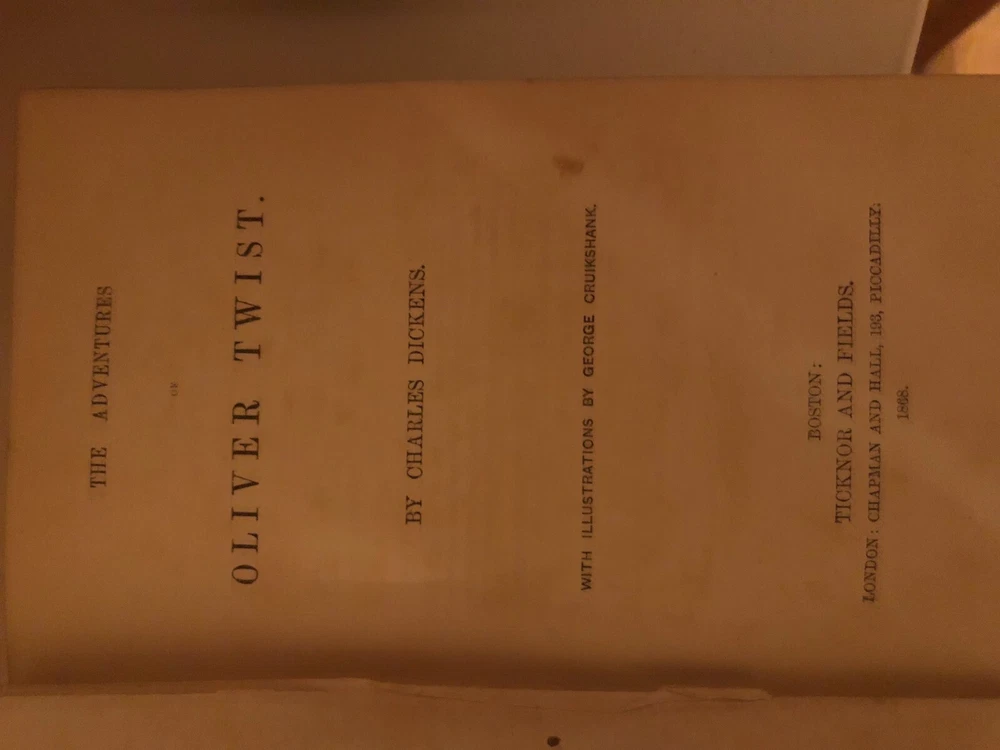 THE ADVENTURES
OF
OLIVER TWIST.
BY CHARLES DICKENS.
WITH ILLUSTRATIONS BY GEORGE CRUIKSHANK.
BOSTON:
TICKNOR AND FIELDS.
LONDON: CHAPMAN AND HALL, 193, PICCADILLY:
1868.